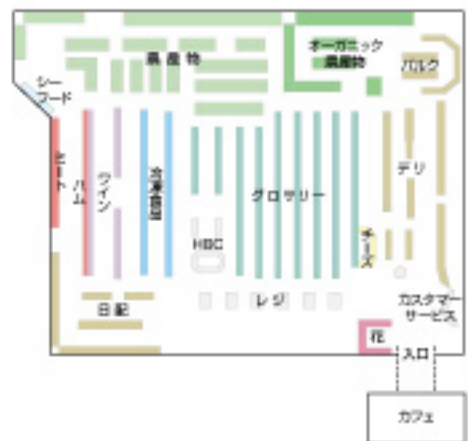 オーガニック
農産物
農産物
バルク
シー
フード
ミート
ハム
ワイン
冷凍食品
グロサリー
デリ
HBC
チーズ
日配
レジ
カスタマー
サービス
花
入口
カフェ